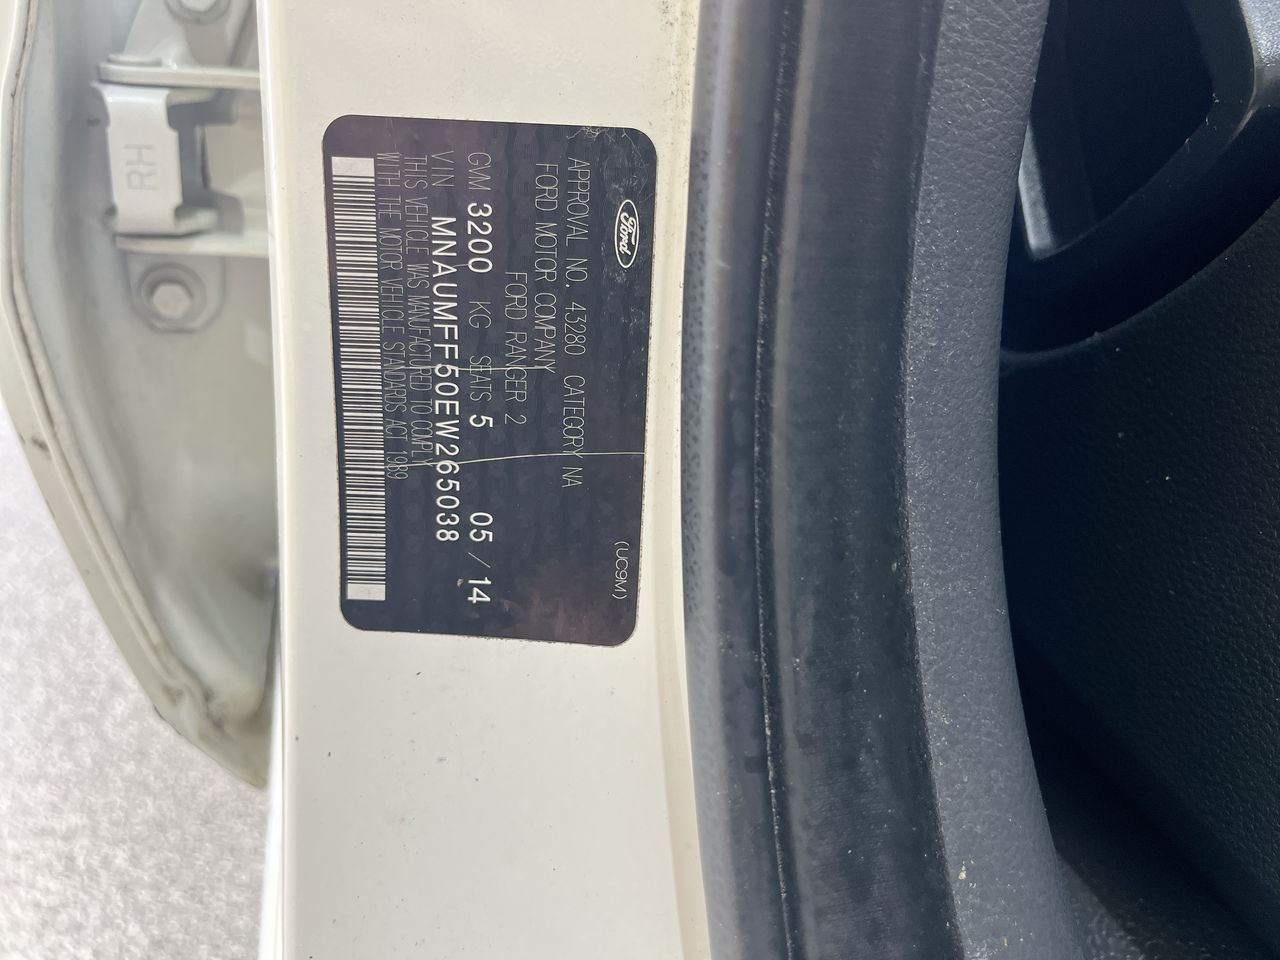 Ford
(UC9M)
APPROVAL NO. 43280 CATEGORY NA
FORD MOTOR COMPANY
FORD RANGER 2
GVM 3200 KG SEATS 5 05 / 14
VIN MNAUMFF50EW265038
THIS VEHICLE WAS MANUFACTURED TO COMPLY
WITH THE MOTOR VEHICLE STANDARDS ACT 1989
RH